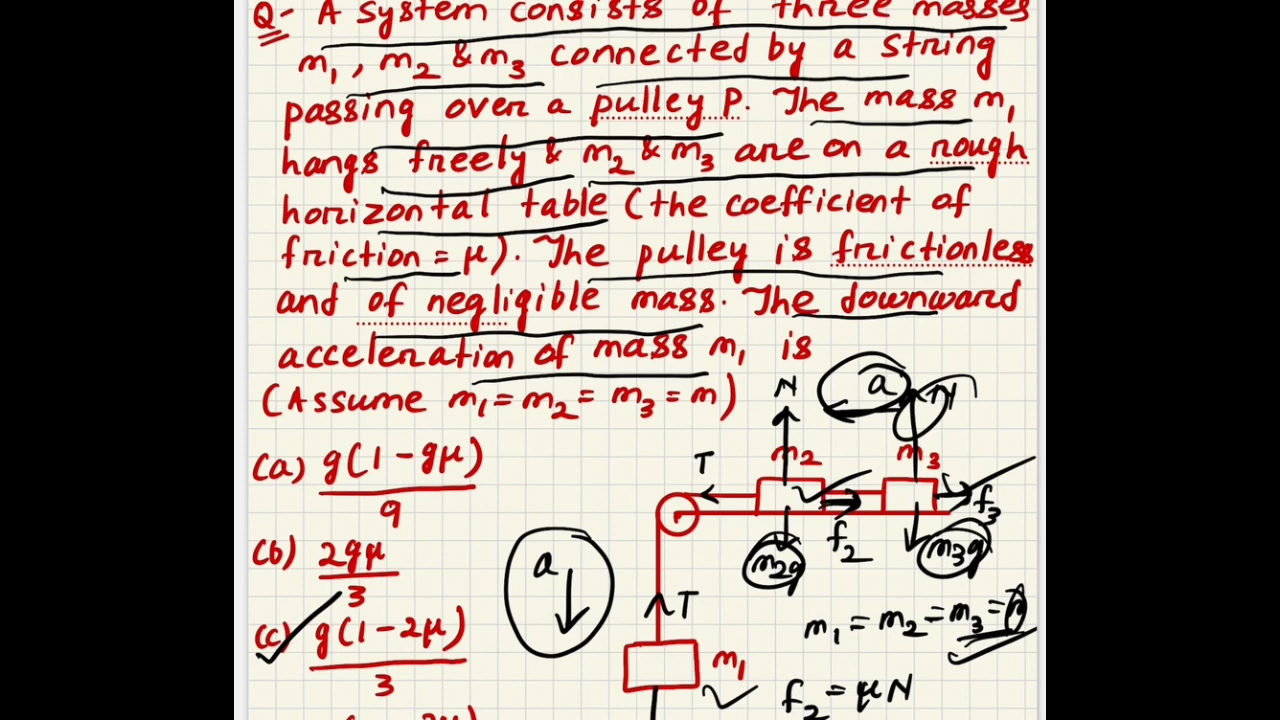 Q- A system consists of three masses
m1, m2 & m3 connected by a string
passing over a pulley P. The mass m1
hangs freely & m2 & m3 are on a rough
horizontal table (the coefficient of
friction = μ). The pulley is frictionless
and of negligible mass. The downward
acceleration of mass m1 is
(Assume m1 = m2 = m3 = m)
(a) g(1-gμ)
9
(b) 2gμ
3
(c) g(1-2μ)
3
N
a
N
T
m2
m3
f3
f2
m2g
m3g
a
T
m1 = m2 = m3 = m
m1
f2 = μN